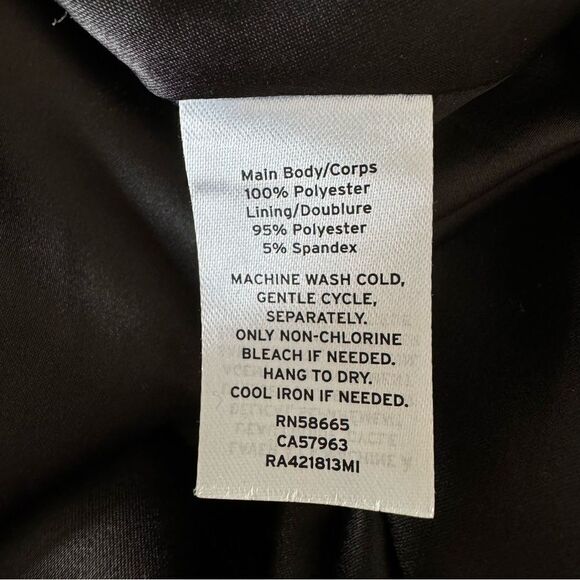 Main Body/Corps
100% Polyester
Lining/Doublure
95% Polyester
5% Spandex
MACHINE WASH COLD,
GENTLE CYCLE,
SEPARATELY.
ONLY NON-CHLORINE
BLEACH IF NEEDED.
HANG TO DRY.
COOL IRON IF NEEDED.
RN58665
CA57963
RA421813MI